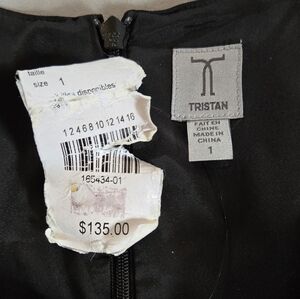 taille
size 1
disponibles
1 2 4 6 8 10 12 14 16
165434-01
$135.00
TRISTAN
FAIT EN
CHINE
MADE IN
CHINA
1